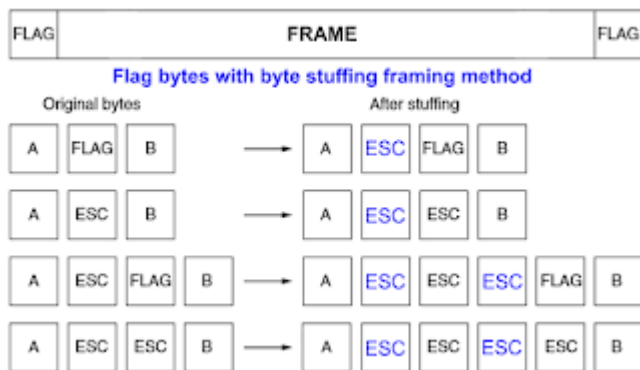 FLAG FRAME FLAG
Flag bytes with byte stuffing framing method
Original bytes After stuffing
A FLAG B A ESC FLAG B
A ESC B A ESC ESC B
A ESC FLAG B A ESC ESC ESC FLAG B
A ESC ESC B A ESC ESC ESC ESC B